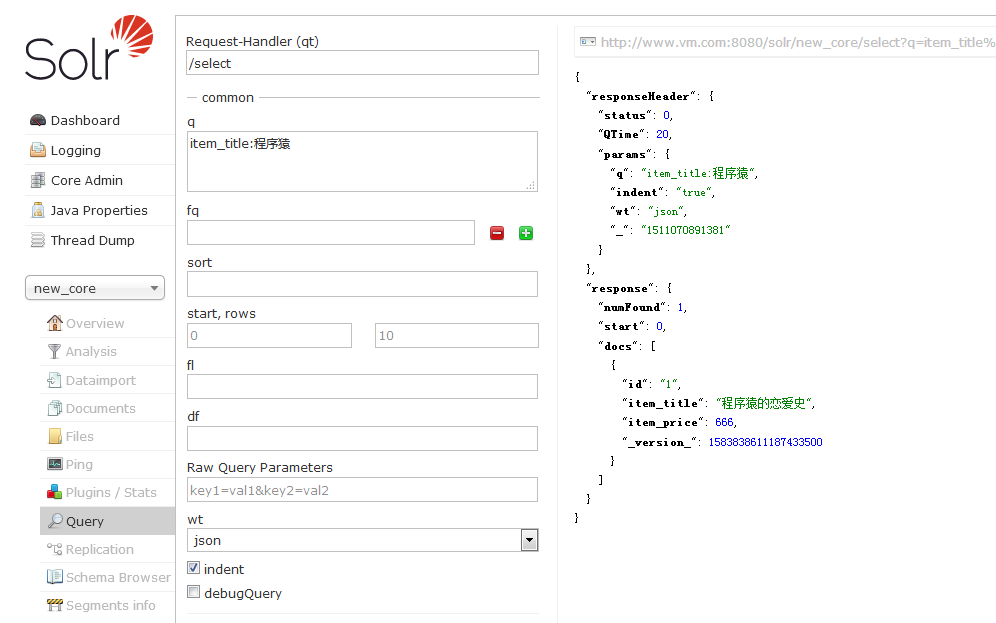 Solr
Dashboard
Logging
Core Admin
Java Properties
Thread Dump
new_core
Overview
Analysis
Dataimport
Documents
Files
Ping
Plugins / Stats
Query
Replication
Schema Browser
Segments info
Request-Handler (qt)
/select
common
q
item_title:程序猿
fq
sort
start, rows
0 10
fl
df
Raw Query Parameters
key1=val1&key2=val2
wt
json
indent
debugQuery
http://www.vm.com:8080/solr/new_core/select?q=item_title%
{
"responseHeader": {
"status": 0,
"QTime": 20,
"params": {
"q": "item_title:程序猿",
"indent": "true",
"wt": "json",
"_": "1511070891381"
}
},
"response": {
"numFound": 1,
"start": 0,
"docs": [
{
"id": "1",
"item_title": "程序猿的恋爱史",
"item_price": 666,
"_version_": 1583838611187433500
}
]
}
}